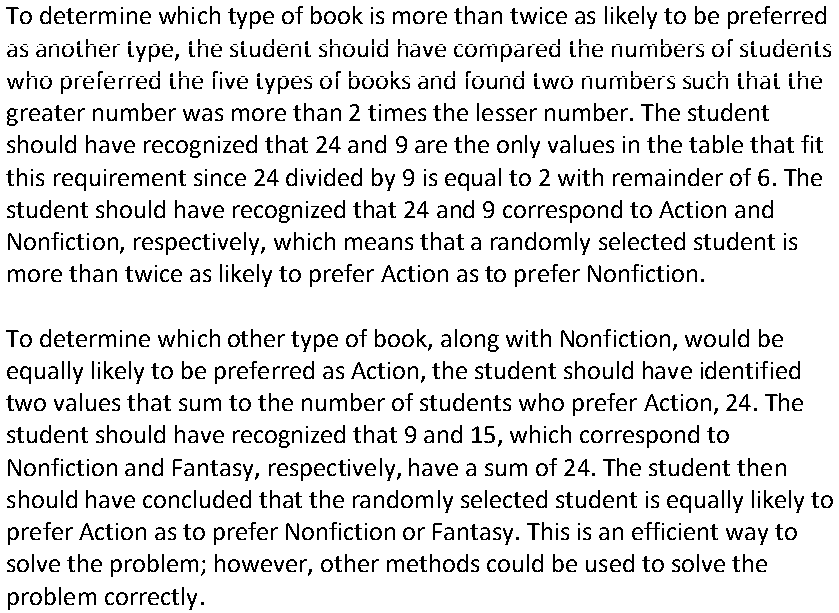 To determine which type of book is more than twice as likely to be preferred
as another type, the student should have compared the numbers of students
who preferred the five types of books and found two numbers such that the
greater number was more than 2 times the lesser number. The student
should have recognized that 24 and 9 are the only values in the table that fit
this requirement since 24 divided by 9 is equal to 2 with remainder of 6. The
student should have recognized that 24 and 9 correspond to Action and
Nonfiction, respectively, which means that a randomly selected student is
more than twice as likely to prefer Action as to prefer Nonfiction.
To determine which other type of book, along with Nonfiction, would be
equally likely to be preferred as Action, the student should have identified
two values that sum to the number of students who prefer Action, 24. The
student should have recognized that 9 and 15, which correspond to
Nonfiction and Fantasy, respectively, have a sum of 24. The student then
should have concluded that the randomly selected student is equally likely to
prefer Action as to prefer Nonfiction or Fantasy. This is an efficient way to
solve the problem; however, other methods could be used to solve the
problem correctly.